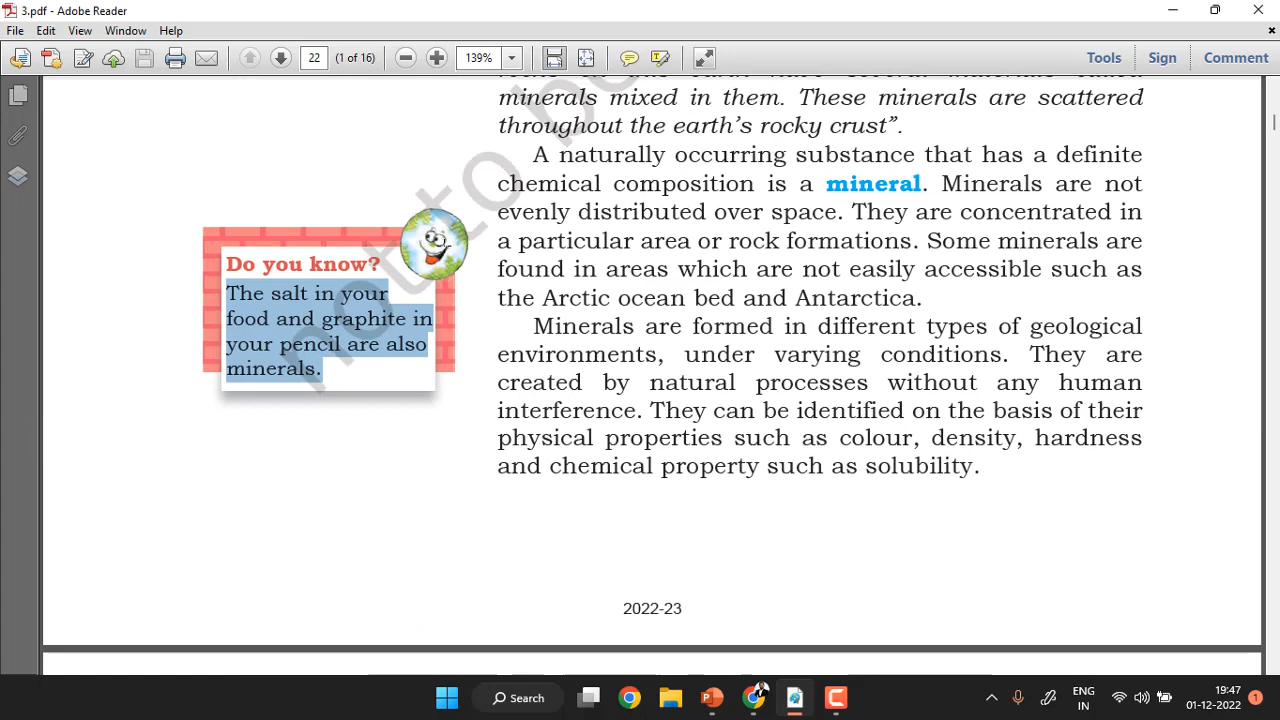 3.pdf - Adobe Reader
File Edit View Window Help
22 (1 of 16) 139% Tools Sign Comment
minerals mixed in them. These minerals are scattered
throughout the earth's rocky crust".
A naturally occurring substance that has a definite
chemical composition is a mineral. Minerals are not
evenly distributed over space. They are concentrated in
a particular area or rock formations. Some minerals are
found in areas which are not easily accessible such as
the Arctic ocean bed and Antarctica.
Minerals are formed in different types of geological
environments, under varying conditions. They are
created by natural processes without any human
interference. They can be identified on the basis of their
physical properties such as colour, density, hardness
and chemical property such as solubility.
Do you know?
The salt in your
food and graphite in
your pencil are also
minerals.
not to b
2022-23
Search
ENG
IN
19:47
01-12-2022
1